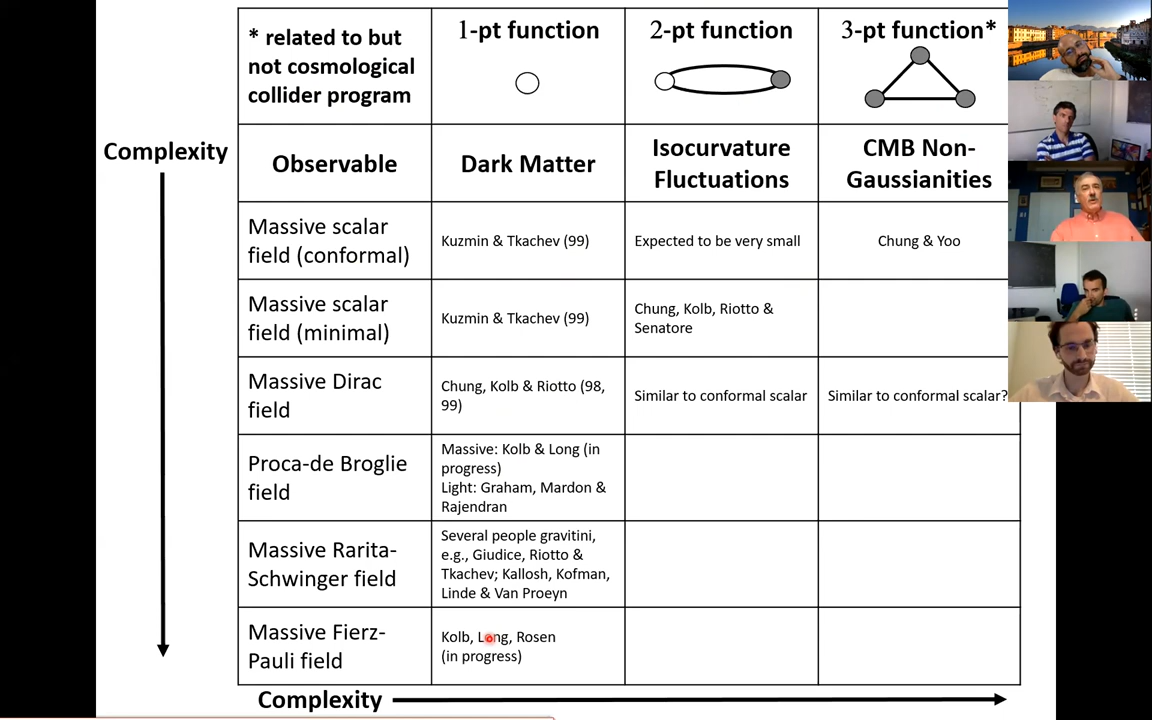 * related to but
not cosmological
collider program
1-pt function
2-pt function
3-pt function*
Complexity
Observable
Dark Matter
Isocurvature
Fluctuations
CMB Non-
Gaussianities
Massive scalar
field (conformal)
Kuzmin & Tkachev (99)
Expected to be very small
Chung & Yoo
Massive scalar
field (minimal)
Kuzmin & Tkachev (99)
Chung, Kolb, Riotto &
Senatore
Massive Dirac
field
Chung, Kolb & Riotto (98,
99)
Similar to conformal scalar
Similar to conformal scalar?
Proca-de Broglie
field
Massive: Kolb & Long (in
progress)
Light: Graham, Mardon &
Rajendran
Massive Rarita-
Schwinger field
Several people gravitini,
e.g., Giudice, Riotto &
Tkachev; Kallosh, Kofman,
Linde & Van Proeyn
Massive Fierz-
Pauli field
Kolb, Long, Rosen
(in progress)
Complexity